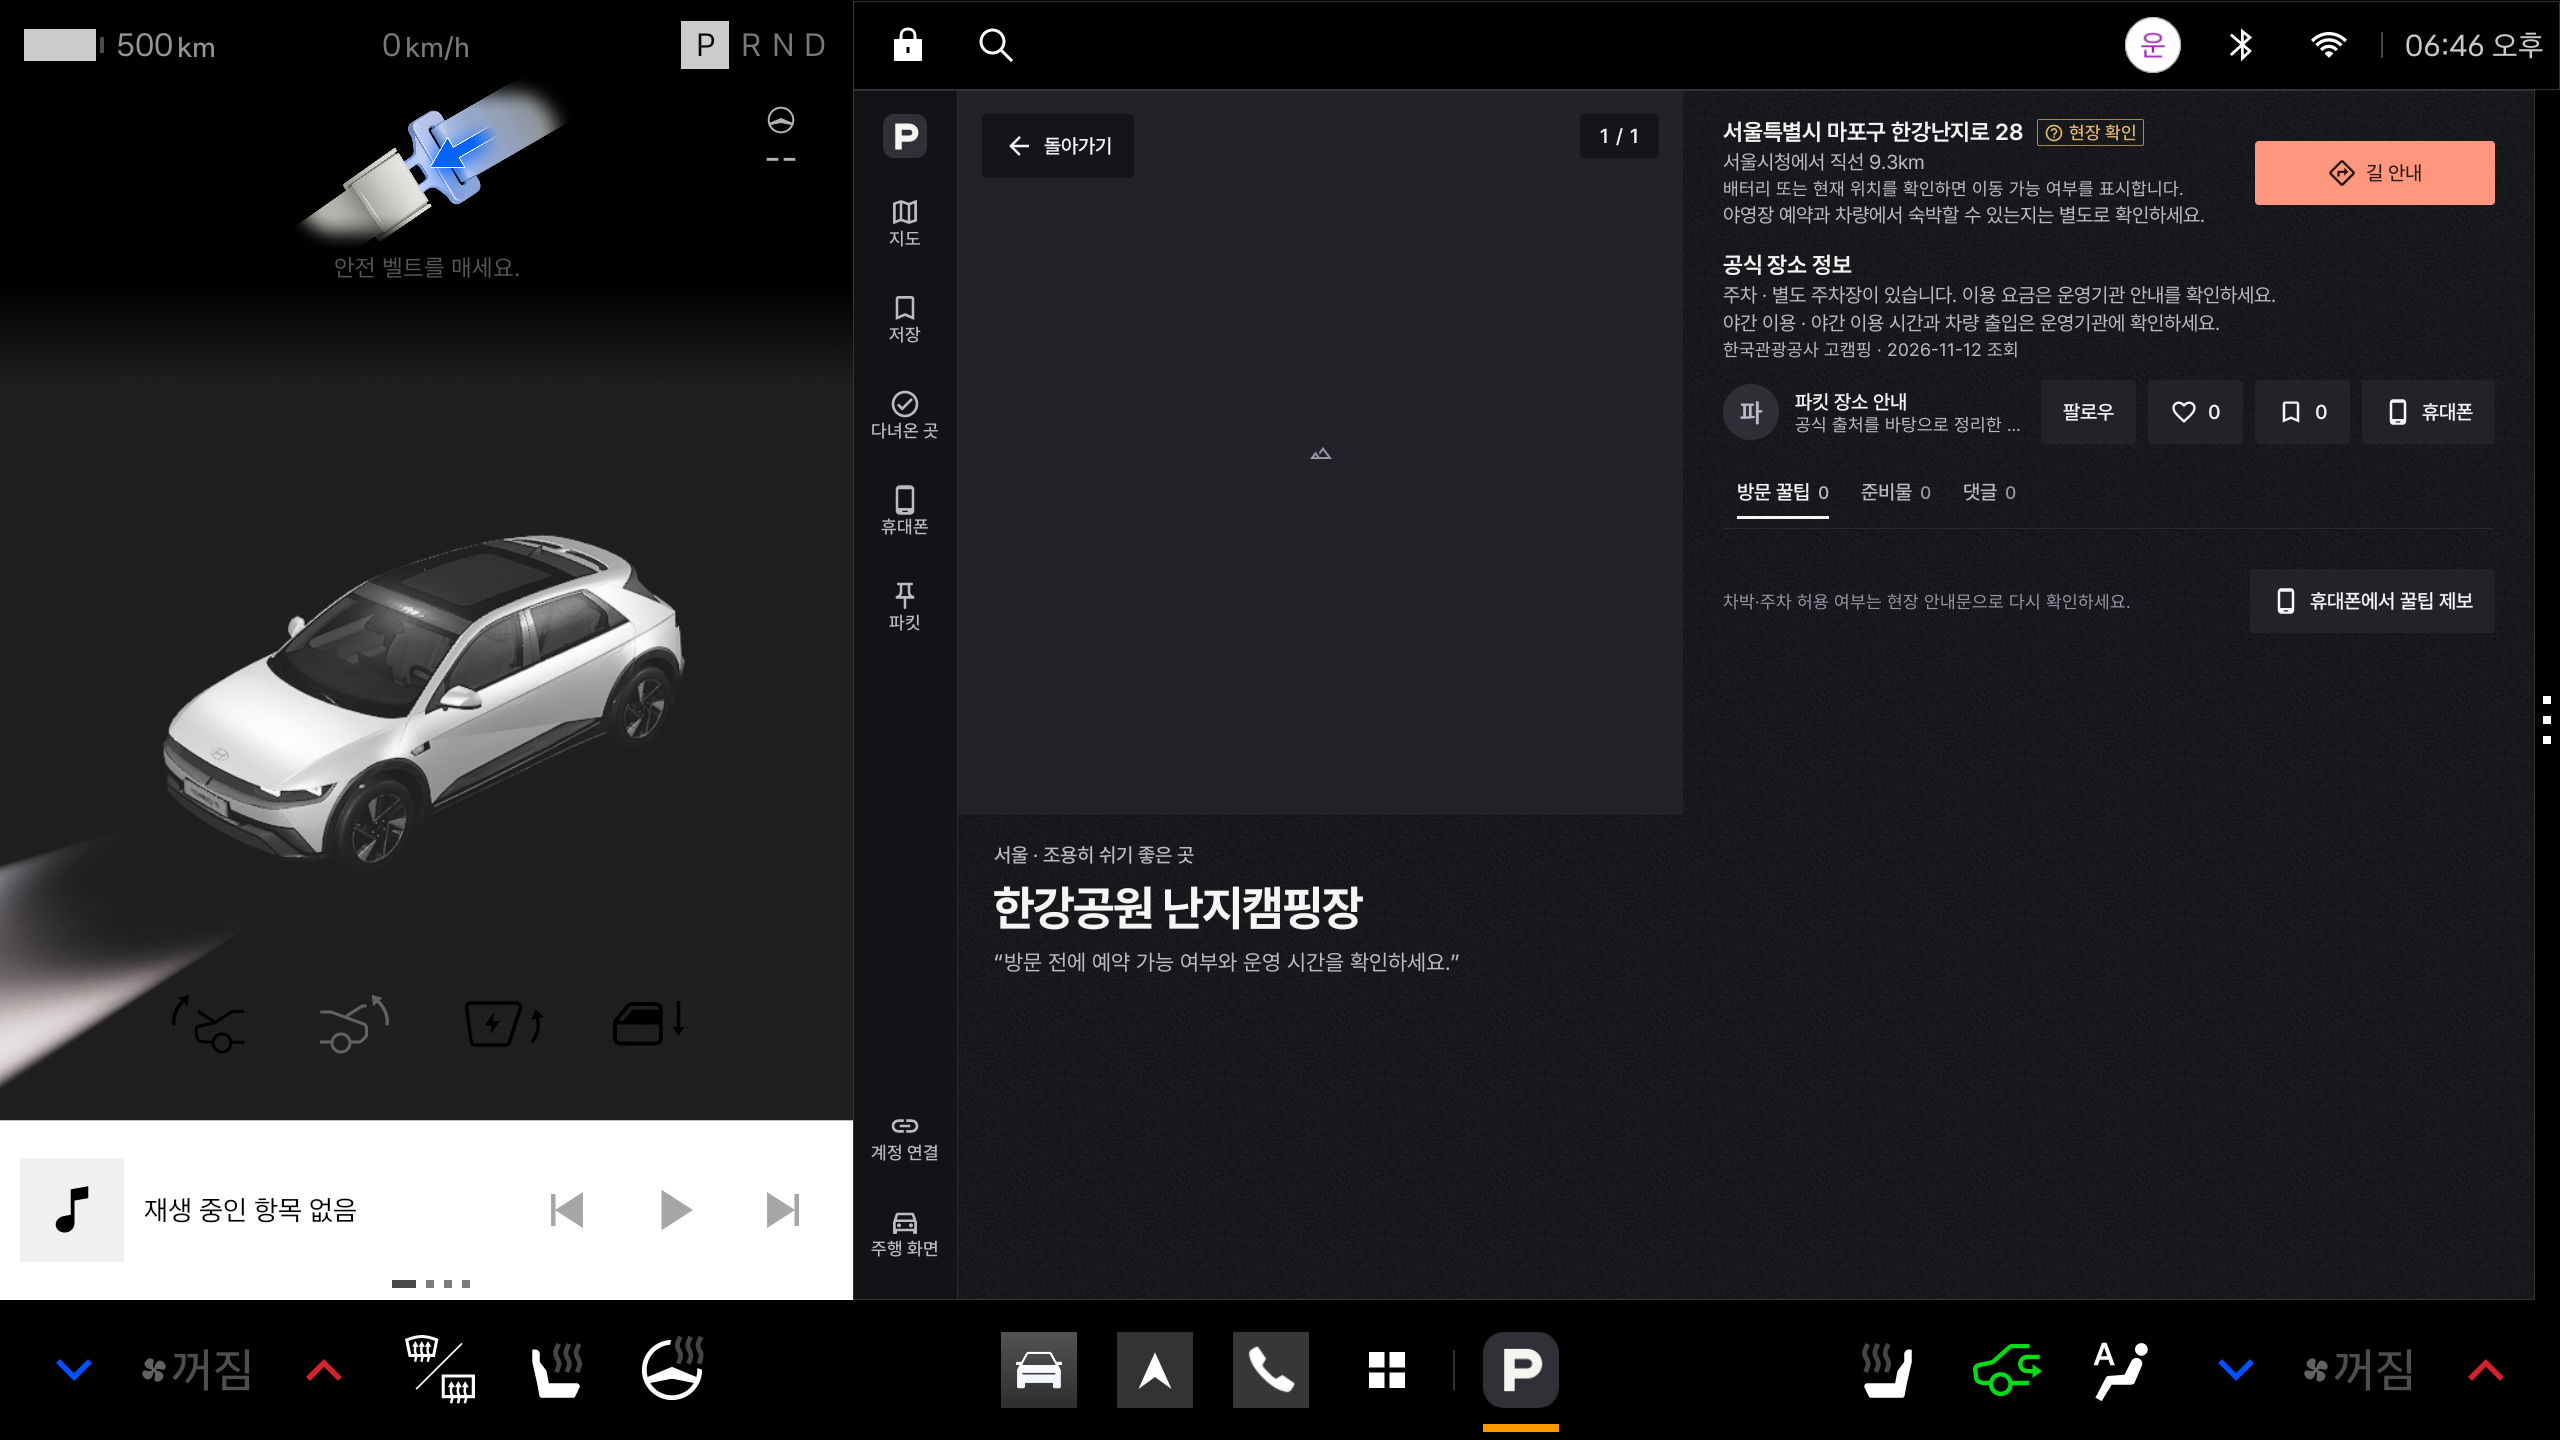 500 km
0 km/h
P R N D
안전 벨트를 매세요.
재생 중인 항목 없음
운
06:46 오후
P
지도
저장
다녀온 곳
휴대폰
파킷
계정 연결
주행 화면
돌아가기
1 / 1
서울 · 조용히 쉬기 좋은 곳
한강공원 난지캠핑장
“방문 전에 예약 가능 여부와 운영 시간을 확인하세요.”
서울특별시 마포구 한강난지로 28 현장 확인
서울시청에서 직선 9.3km
배터리 또는 현재 위치를 확인하면 이동 가능 여부를 표시합니다.
야영장 예약과 차량에서 숙박할 수 있는지는 별도로 확인하세요.
길 안내
공식 장소 정보
주차 · 별도 주차장이 있습니다. 이용 요금은 운영기관 안내를 확인하세요.
야간 이용 · 야간 이용 시간과 차량 출입은 운영기관에 확인하세요.
한국관광공사 고캠핑 · 2026-11-12 조회
파
파킷 장소 안내
공식 출처를 바탕으로 정리한 ...
팔로우
0
0
휴대폰
방문 꿀팁 0 준비물 0 댓글 0
차박·주차 허용 여부는 현장 안내문으로 다시 확인하세요.
휴대폰에서 꿀팁 제보
꺼짐
P
A
꺼짐